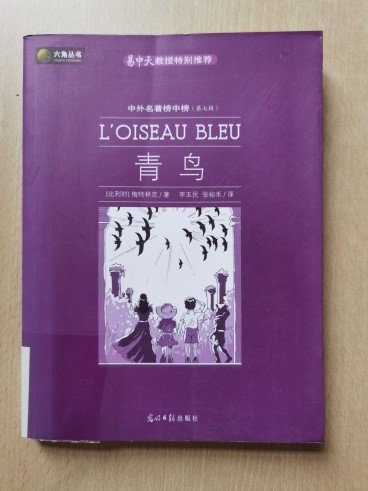 六角丛书
易中天教授特别推荐
中外名著榜中榜(第七辑)
L'OISEAU BLEU
青鸟
[比利时]梅特林克/著 李玉民 张裕禾/译
光明日报出版社